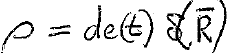 ρ = de(t) δ(R̄)